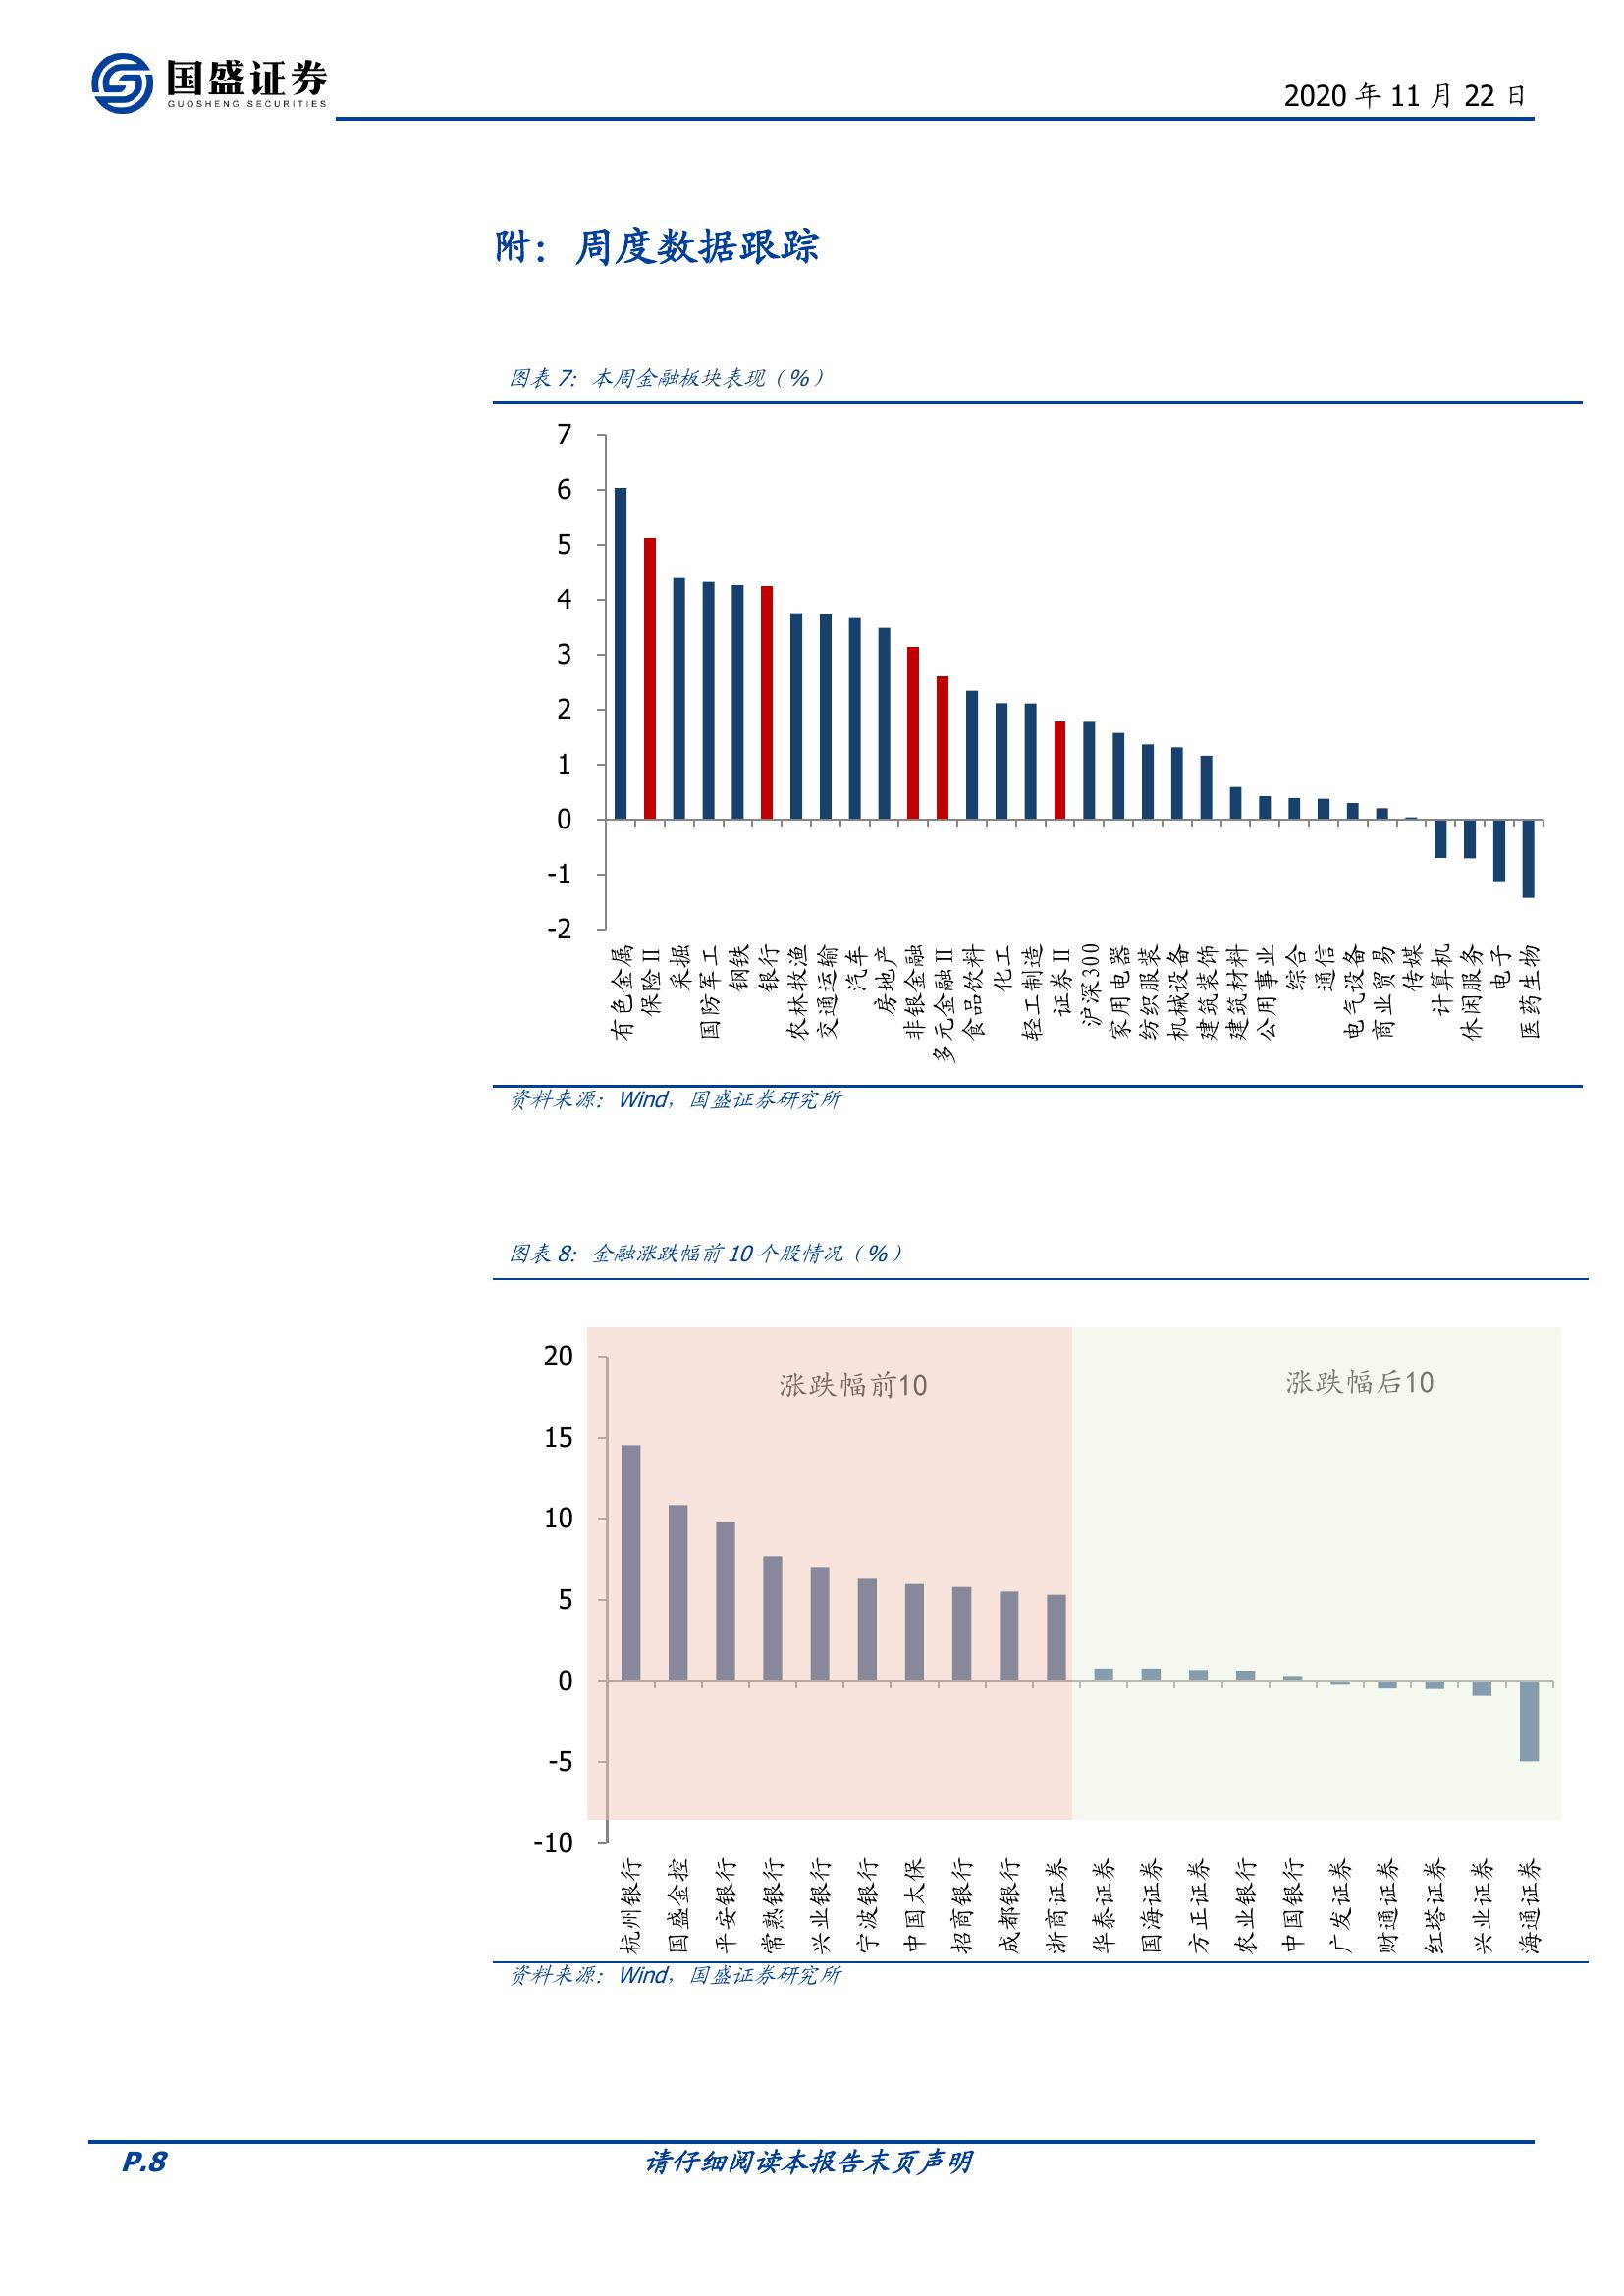 国盛证券
GUOSHENG SECURITIES
2020 年 11 月 22 日
附：周度数据跟踪
图表 7：本周金融板块表现（%）
7
6
5
4
3
2
1
0
-1
-2
有色金属
保险Ⅱ
采掘
国防军工
钢铁
银行
农林牧渔
交通运输
汽车
房地产
非银金融
多元金融Ⅱ
食品饮料
化工
轻工制造
证券Ⅱ
沪深300
家用电器
纺织服装
机械设备
建筑装饰
建筑材料
公用事业
综合
通信
电气设备
商业贸易
传媒
计算机
休闲服务
电子
医药生物
资料来源：Wind，国盛证券研究所
图表 8：金融涨跌幅前 10 个股情况（%）
涨跌幅前10
涨跌幅后10
20
15
10
5
0
-5
-10
杭州银行
国盛金控
平安银行
常熟银行
兴业银行
宁波银行
中国太保
招商银行
成都银行
浙商证券
华泰证券
国海证券
方正证券
农业银行
中国银行
广发证券
财通证券
红塔证券
兴业证券
海通证券
资料来源：Wind，国盛证券研究所
P.8
请仔细阅读本报告末页声明